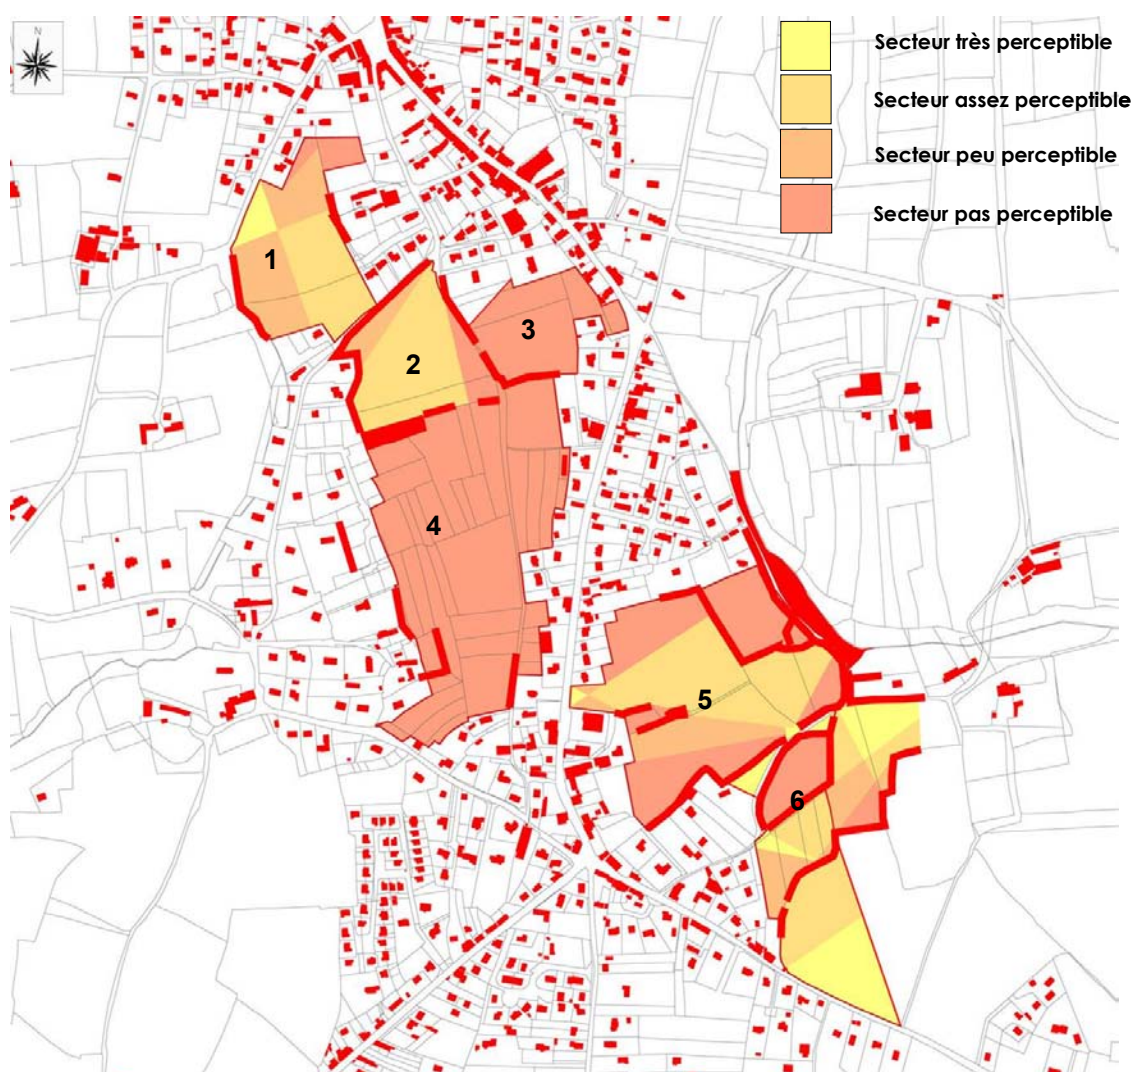 N
Secteur très perceptible
Secteur assez perceptible
Secteur peu perceptible
Secteur pas perceptible
1
2
3
4
5
6